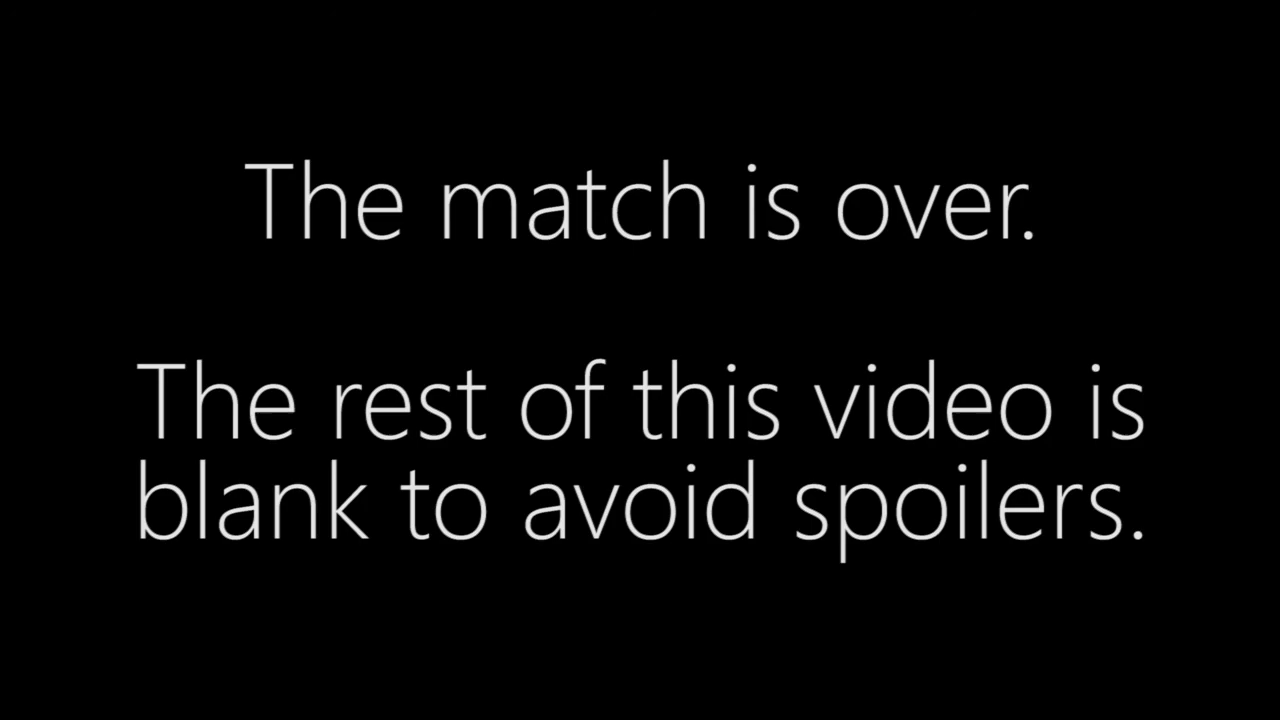 The match is over.
The rest of this video is
blank to avoid spoilers.